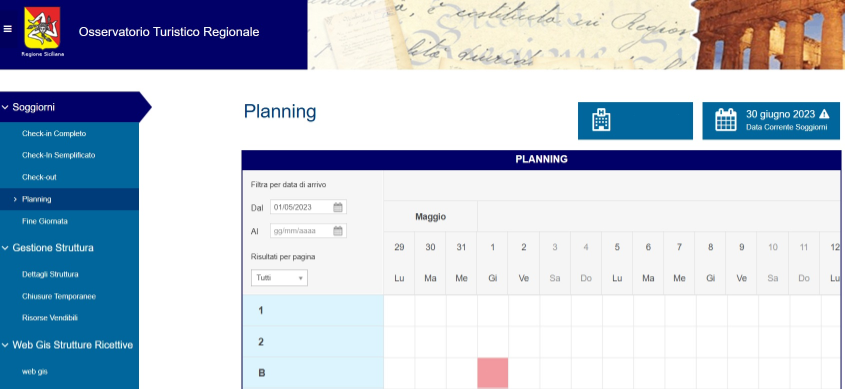 Osservatorio Turistico Regionale
Regione Siciliana
Soggiorni
Check-in Completo
Check-In Semplificato
Check-out
Planning
Fine Giornata
Gestione Struttura
Dettagli Struttura
Chiusure Temporanee
Risorse Vendibili
Web Gis Strutture Ricettive
web gis
Planning
30 giugno 2023
Data Corrente Soggiorni
PLANNING
Filtra per data di arrivo
Dal 01/05/2023
Al gg/mm/aaaa
Risultati per pagina
Tutti
Maggio
29 30 31 1 2 3 4 5 6 7 8 9 10 11 12
Lu Ma Me Gi Ve Sa Do Lu Ma Me Gi Ve Sa Do Lu
1
2
B